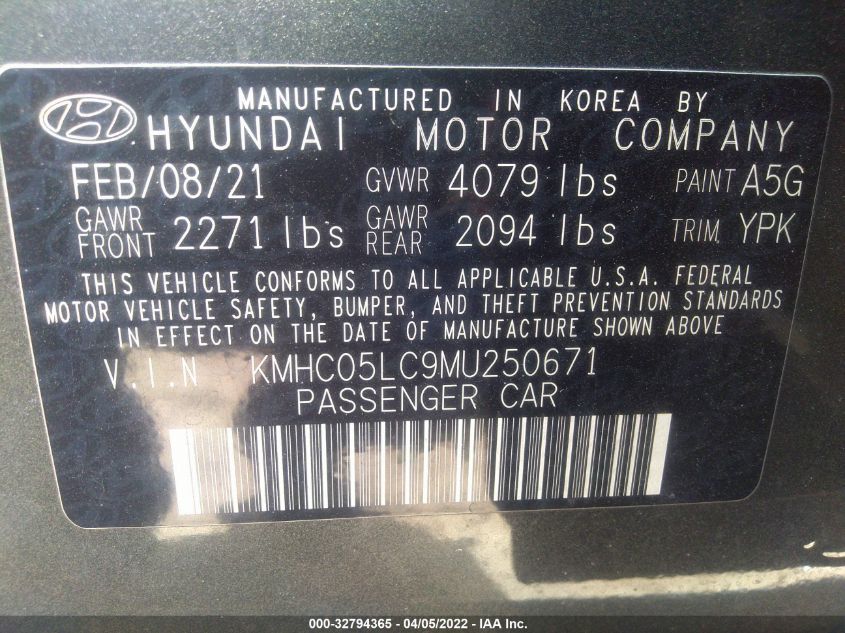 MANUFACTURED IN KOREA BY
HYUNDAI MOTOR COMPANY
FEB/08/21 GVWR 4079 lbs PAINT A5G
GAWR FRONT 2271 lbs GAWR REAR 2094 lbs TRIM YPK
THIS VEHICLE CONFORMS TO ALL APPLICABLE U.S.A. FEDERAL
MOTOR VEHICLE SAFETY, BUMPER, AND THEFT PREVENTION STANDARDS
IN EFFECT ON THE DATE OF MANUFACTURE SHOWN ABOVE
V.I.N KMHC05LC9MU250671
PASSENGER CAR
000-32794365 - 04/05/2022 - IAA Inc.